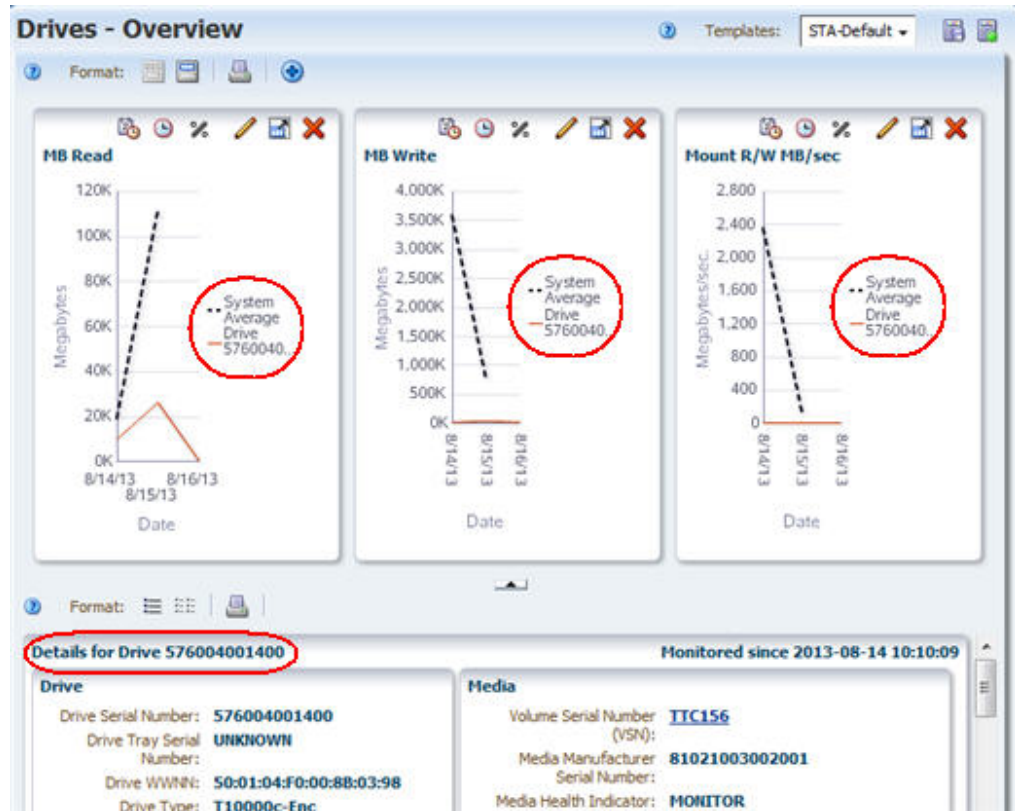 Drives - Overview
Templates: STA-Default
Format:
MB Read
120K
100K
80K
60K
40K
20K
0K
Megabytes
8/14/13
8/15/13
8/16/13
Date
System
Average
Drive
5760040...
MB Write
4,000K
3,500K
3,000K
2,500K
2,000K
1,500K
1,000K
500K
0K
Megabytes
8/14/13
8/15/13
8/16/13
Date
System
Average
Drive
5760040...
Mount R/W MB/sec
2,800
2,400
2,000
1,600
1,200
800
400
0
Megabytes/sec.
8/14/13
8/15/13
8/16/13
Date
System
Average
Drive
5760040...
Format:
Details for Drive 576004001400
Monitored since 2013-08-14 10:10:09
Drive
Drive Serial Number: 576004001400
Drive Tray Serial UNKNOWN
Number:
Drive WWNN: 50:01:04:F0:00:8B:03:98
Drive Type: T10000c-Enc
Media
Volume Serial Number TTC156
(VSN):
Media Manufacturer 81021003002001
Serial Number:
Media Health Indicator: MONITOR